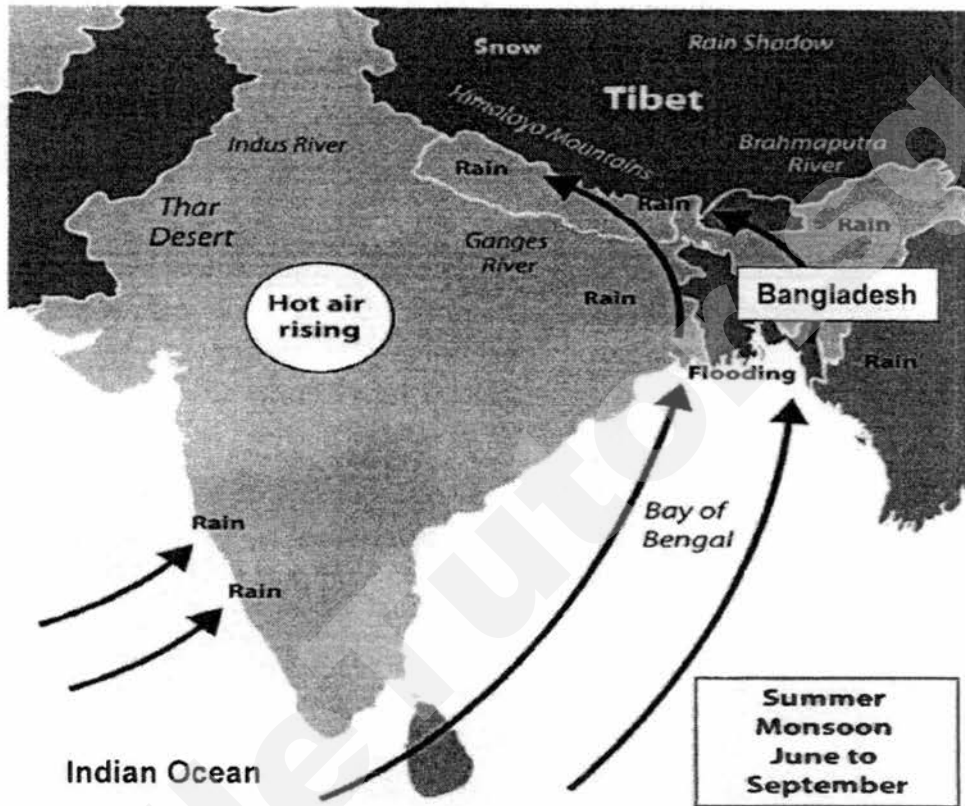 Snow
Rain Shadow
Tibet
Himalaya Mountains
Indus River
Brahmaputra
River
Rain
Rain
Rain
Thar
Desert
Ganges
River
Hot air
rising
Rain
Bangladesh
Flooding
Rain
Rain
Bay of
Bengal
Rain
Summer
Monsoon
June to
September
Indian Ocean